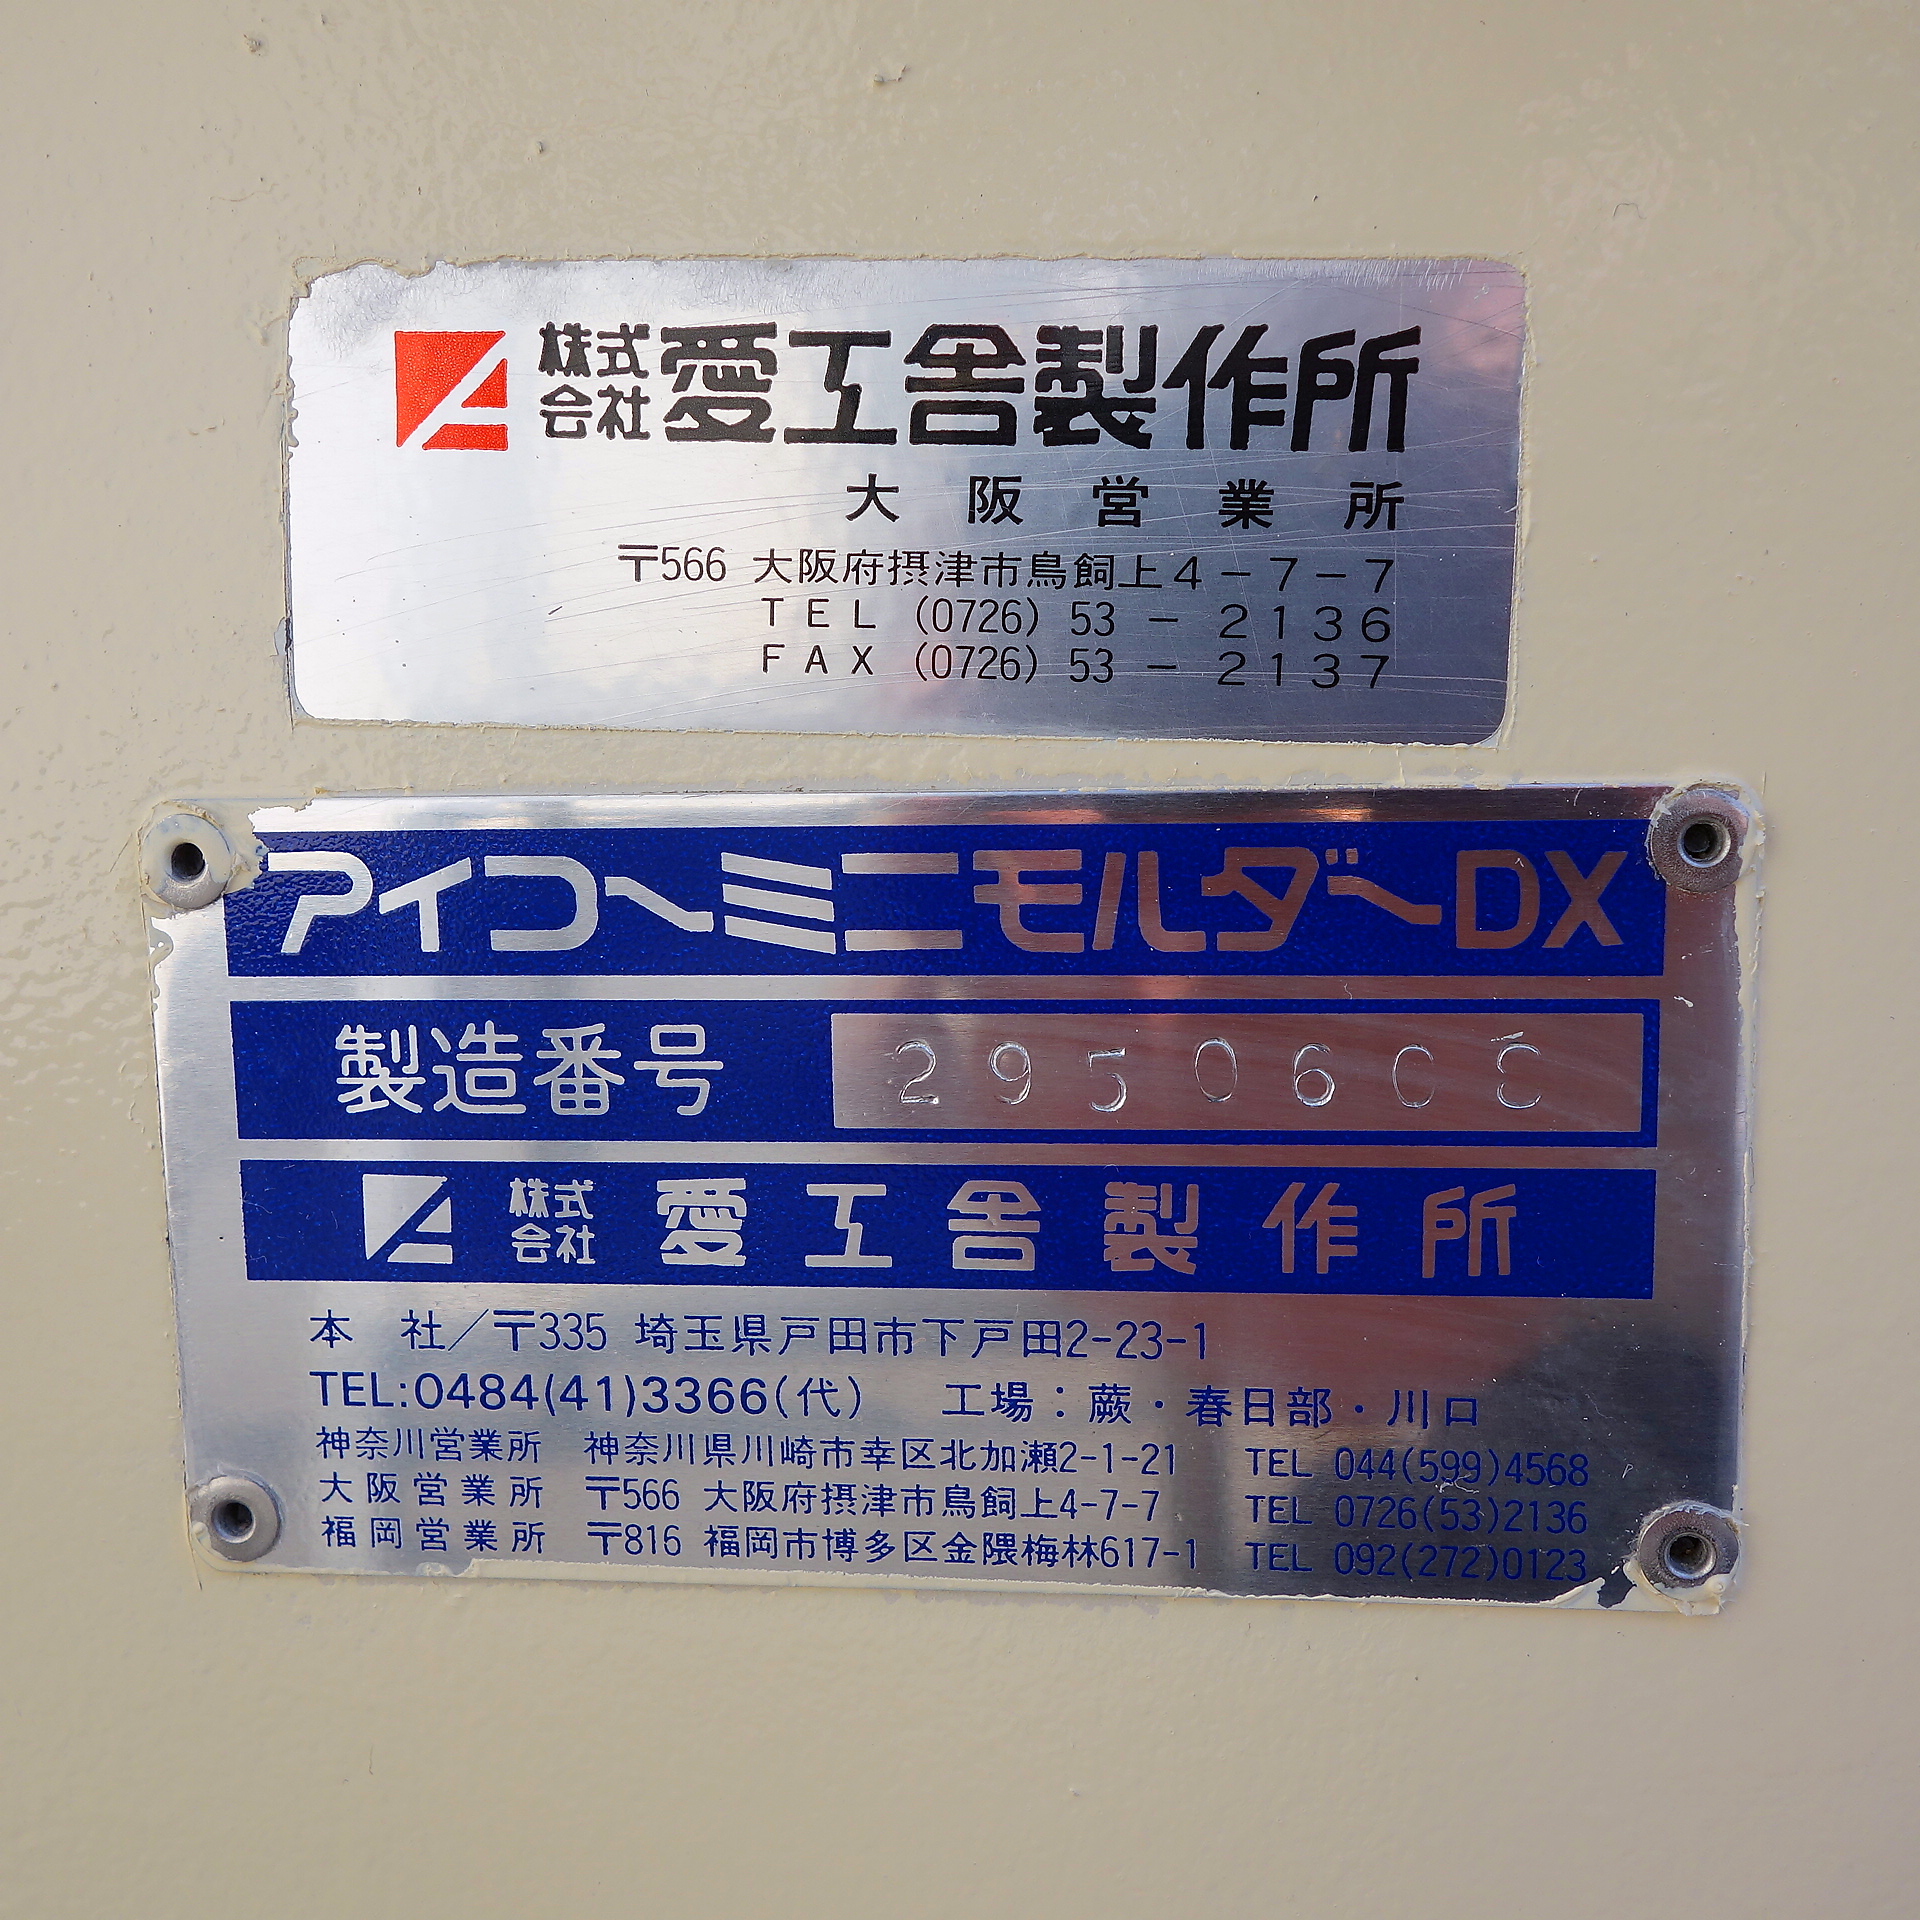 株式会社 愛工舎製作所
大阪営業所
〒566 大阪府摂津市鳥飼上4-7-7
TEL (0726) 53-2136
FAX (0726) 53-2137
アイコーミニモルダーDX
製造番号 295060
株式会社 愛工舎製作所
本 社/〒335 埼玉県戸田市下戸田2-23-1
TEL:0484(41)3366(代) 工場:蕨・春日部・川口
神奈川営業所 神奈川県川崎市幸区北加瀬2-1-21 TEL 044(599)4568
大阪営業所 〒566 大阪府摂津市鳥飼上4-7-7 TEL 0726(53)2136
福岡営業所 〒816 福岡市博多区金隈梅林617-1 TEL 092(272)0123